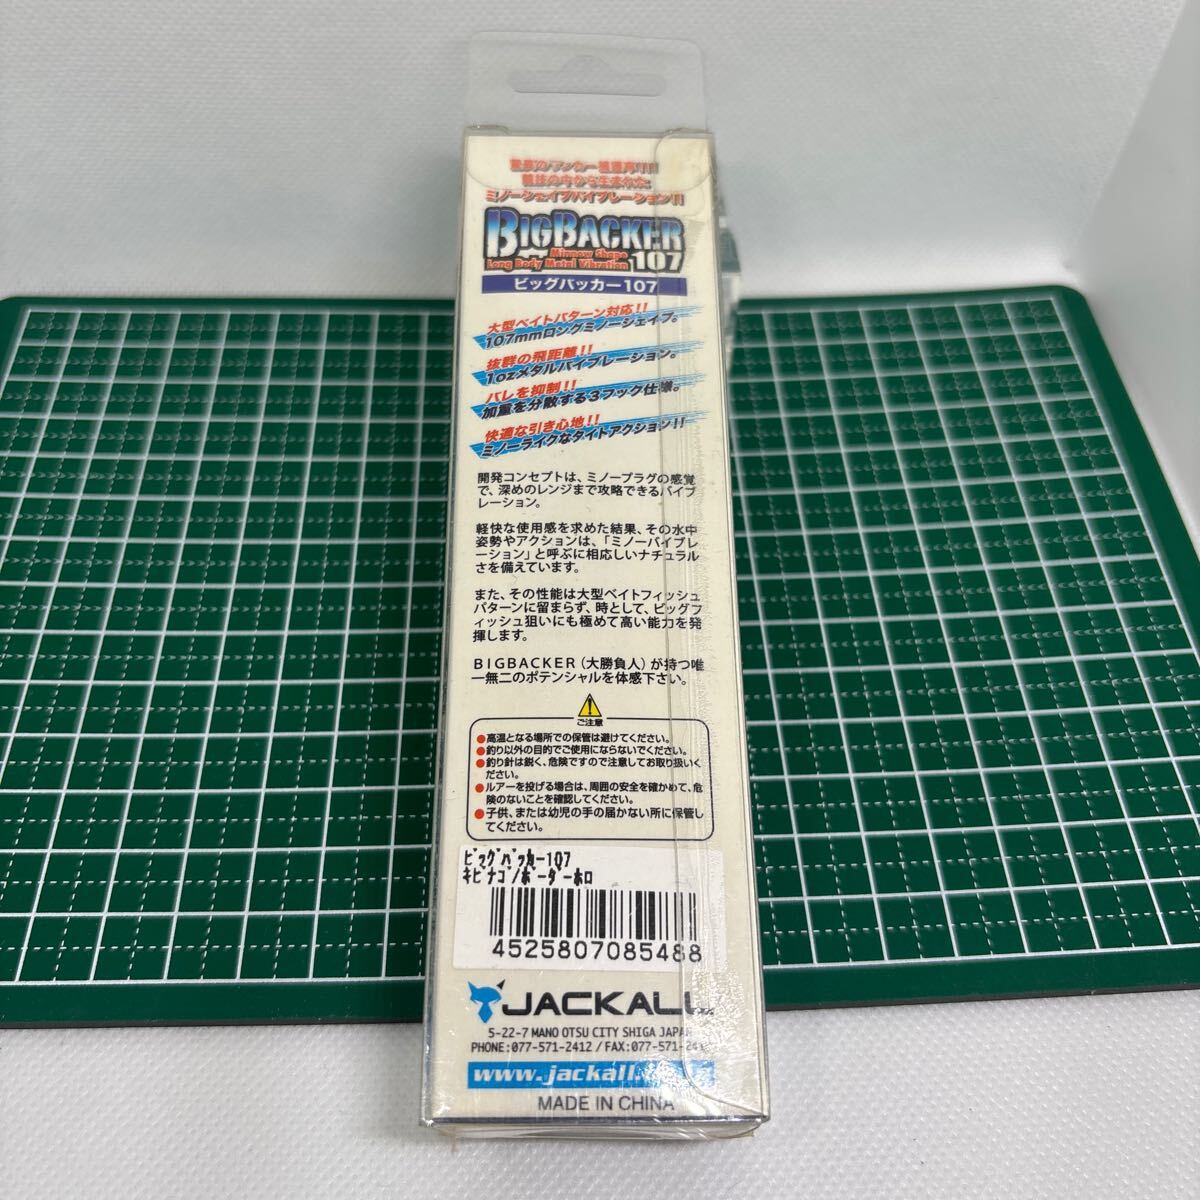 ミノーシェイプバイブレーション!!
BIGBACKER
Minnow Shape
Long Body Metal Vibration 107
ビッグバッカー107
大型ベイトパターン対応!!
107mmロングミノーシェイプ。
抜群の飛距離!!
1ozメタルバイブレーション。
バレを抑制!!
加重を分散する3フック仕様。
快適な引き心地!!
ミノーライクなタイトアクション!!
開発コンセプトは、ミノープラグの感覚
で、深めのレンジまで攻略できるバイブ
レーション。
軽快な使用感を求めた結果、その水中
姿勢やアクションは、「ミノーバイブレ
ーション」と呼ぶに相応しいナチュラル
さを備えています。
また、その性能は大型ベイトフィッシュ
パターンに留まらず、時として、ビッグフ
ィッシュ狙いにも極めて高い能力を発
揮します。
BIGBACKER(大勝負人)が持つ唯
一無二のポテンシャルを体感下さい。
ご注意
●高温となる場所での保管は避けてください。
●釣り以外の目的でご使用にならないでください。
●釣り針は鋭く、危険ですので注意してお取り扱いく
ださい。
●ルアーを投げる場合は、周囲の安全を確かめて、危
険のないことを確認してください。
●子供、または幼児の手の届かない所に保管し
てください。
ビッグバッカー107
キビナゴ/ボーダーホロ
4525807085488
JACKALL
5-22-7 MANO OTSU CITY SHIGA JAPAN
PHONE:077-571-2412 / FAX:077-571-241
www.jackall.
MADE IN CHINA